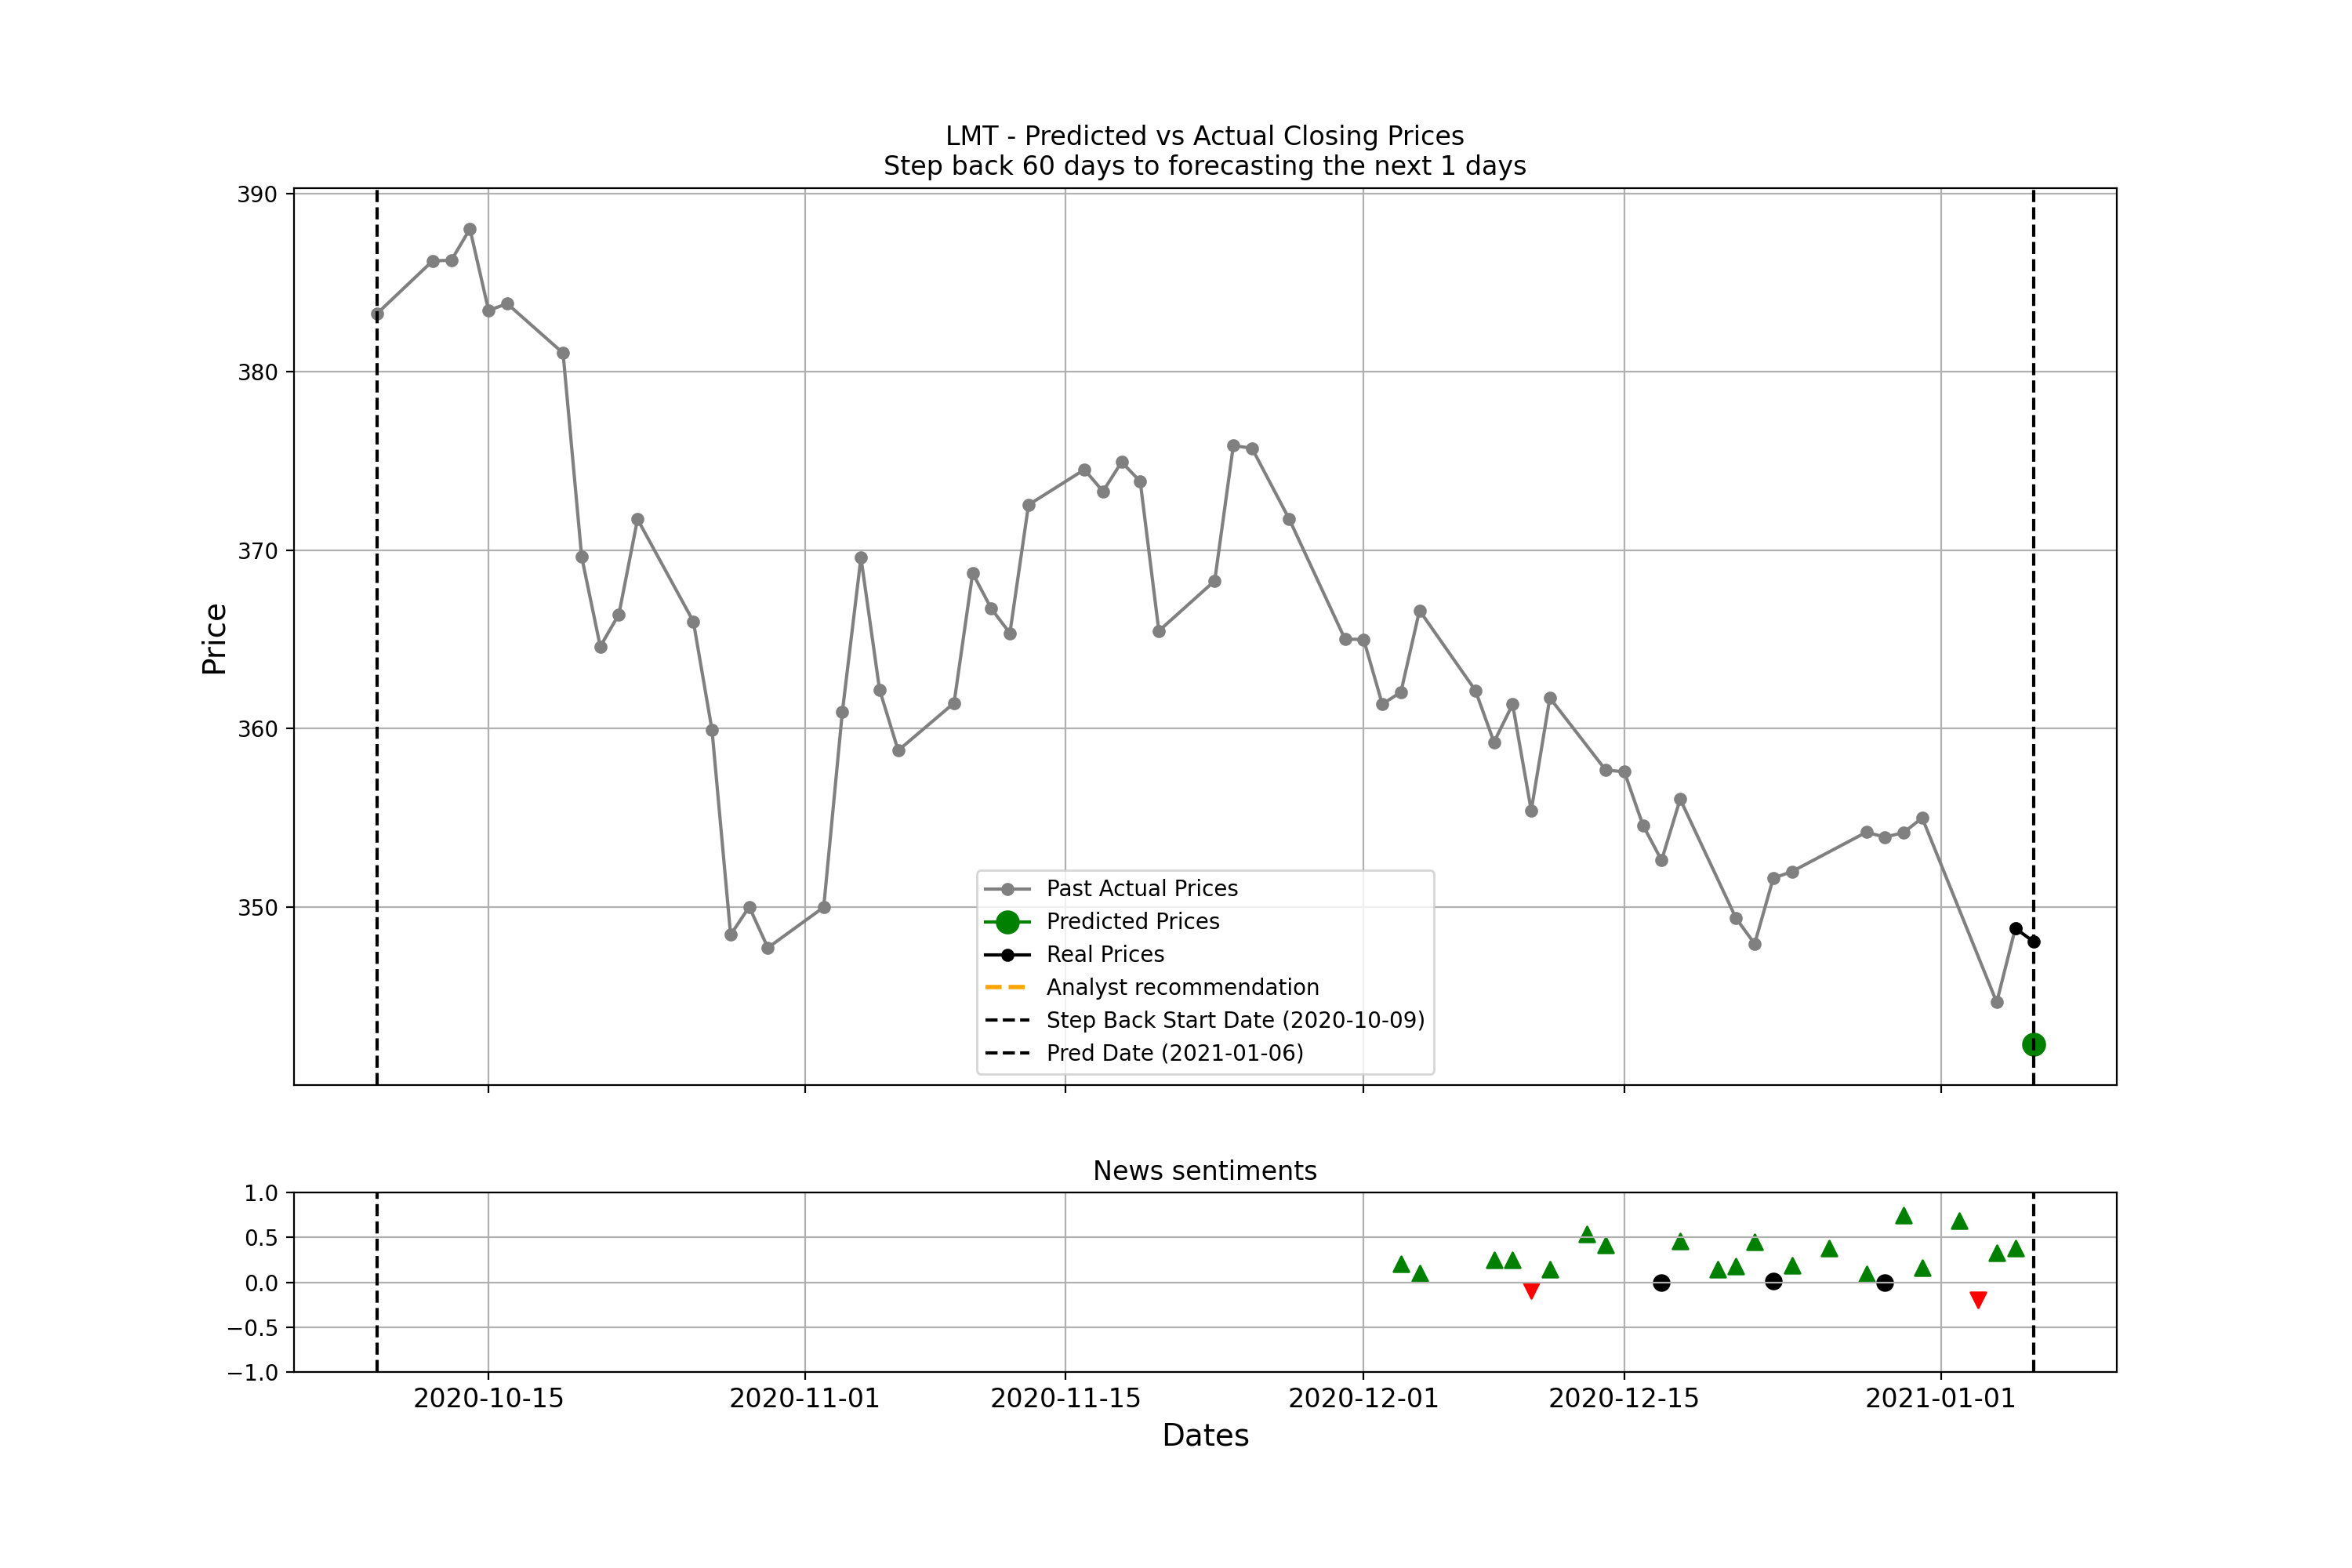 LMT - Predicted vs Actual Closing Prices
Step back 60 days to forecasting the next 1 days
390
380
370
360
350
Price
Past Actual Prices
Predicted Prices
Real Prices
Analyst recommendation
Step Back Start Date (2020-10-09)
Pred Date (2021-01-06)
News sentiments
1.0
0.5
0.0
−0.5
−1.0
2020-10-15 2020-11-01 2020-11-15 2020-12-01 2020-12-15 2021-01-01
Dates